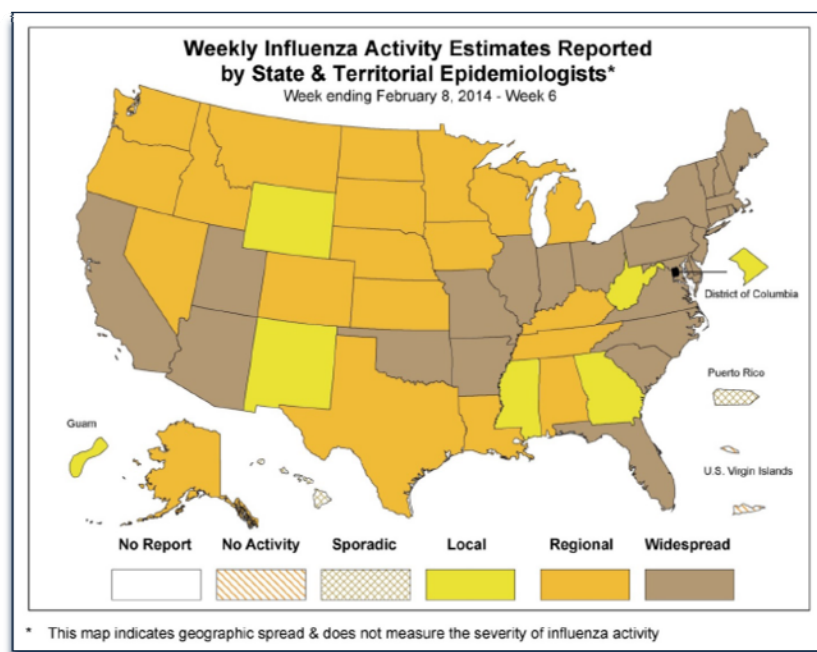 Weekly Influenza Activity Estimates Reported
by State & Territorial Epidemiologists*
Week ending February 8, 2014 - Week 6
District of Columbia
Puerto Rico
Guam
U.S. Virgin Islands
No Report No Activity Sporadic Local Regional Widespread
* This map indicates geographic spread & does not measure the severity of influenza activity